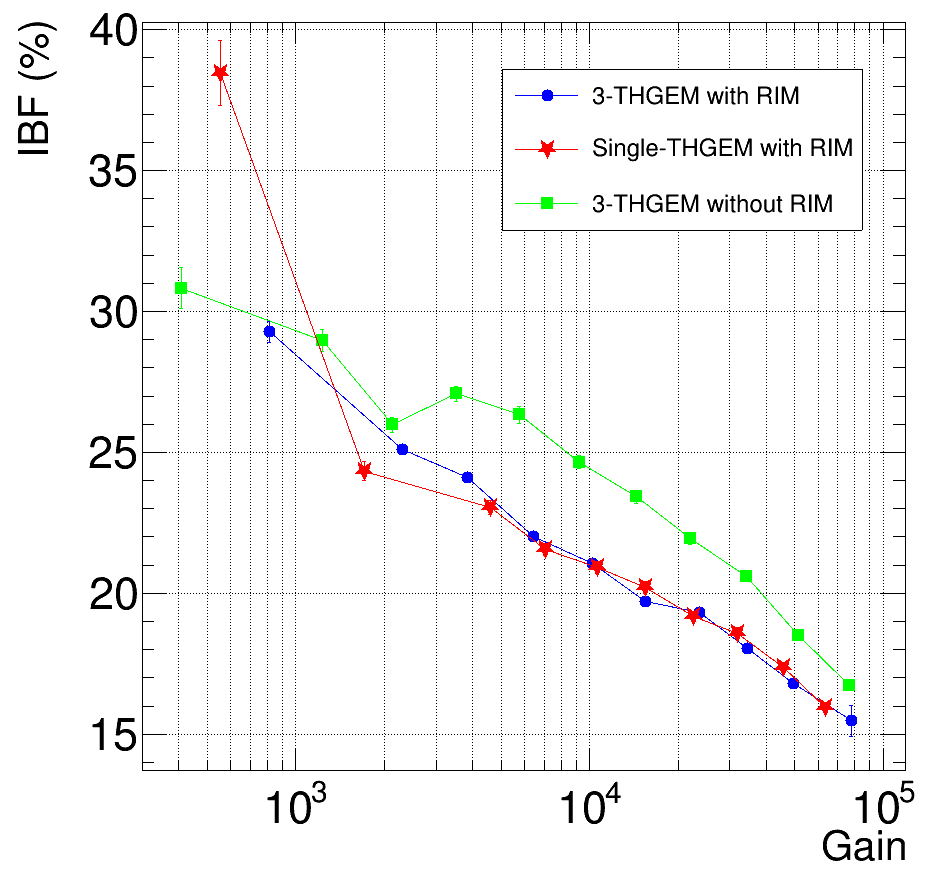 IBF (%)
40
35
30
25
20
15
3-THGEM with RIM
Single-THGEM with RIM
3-THGEM without RIM
10³
10⁴
10⁵
Gain